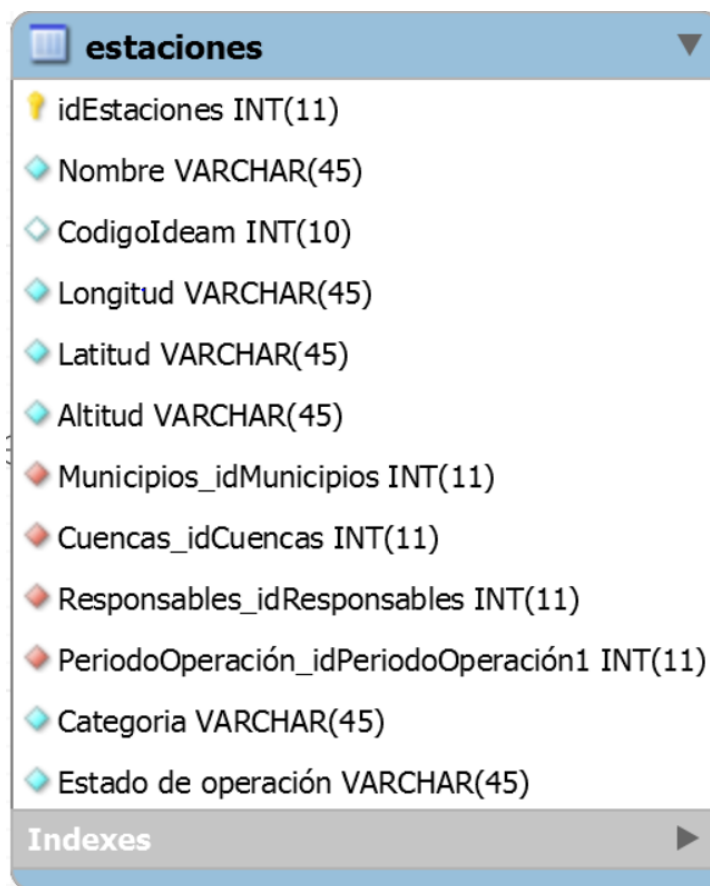 estaciones
idEstaciones INT(11)
Nombre VARCHAR(45)
CodigoIdeam INT(10)
Longitud VARCHAR(45)
Latitud VARCHAR(45)
Altitud VARCHAR(45)
Municipios_idMunicipios INT(11)
Cuencas_idCuencas INT(11)
Responsables_idResponsables INT(11)
PeriodoOperación_idPeriodoOperación1 INT(11)
Categoria VARCHAR(45)
Estado de operación VARCHAR(45)
Indexes